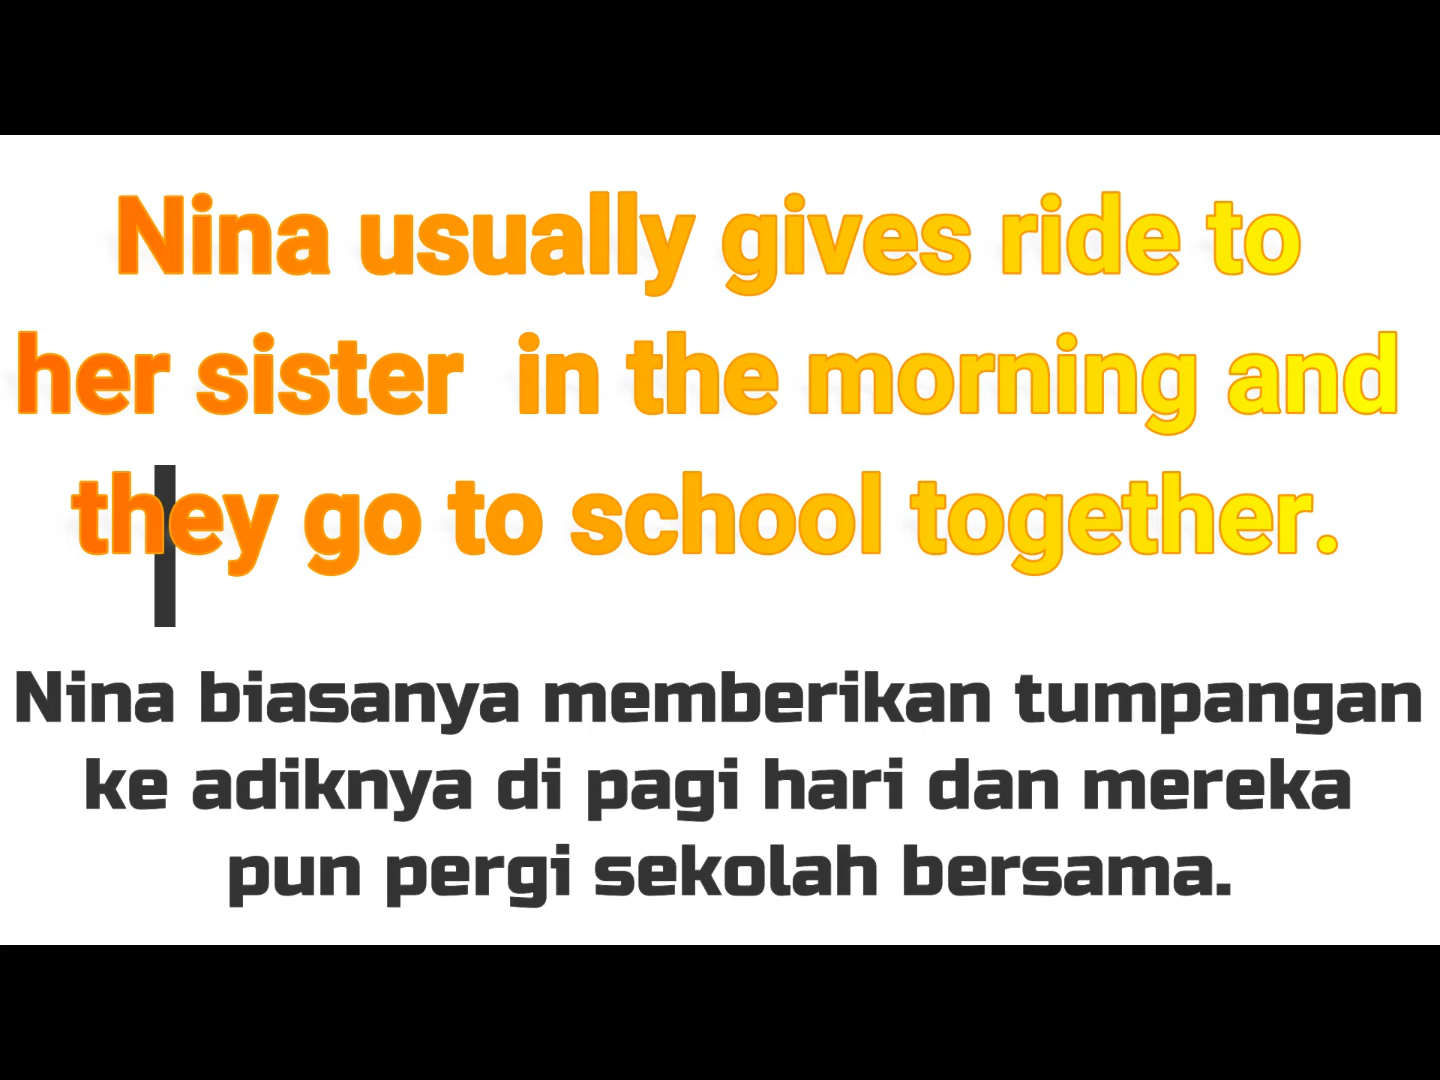 Nina usually gives ride to
her sister  in the morning and
they go to school together.
Nina biasanya memberikan tumpangan
ke adiknya di pagi hari dan mereka
pun pergi sekolah bersama.